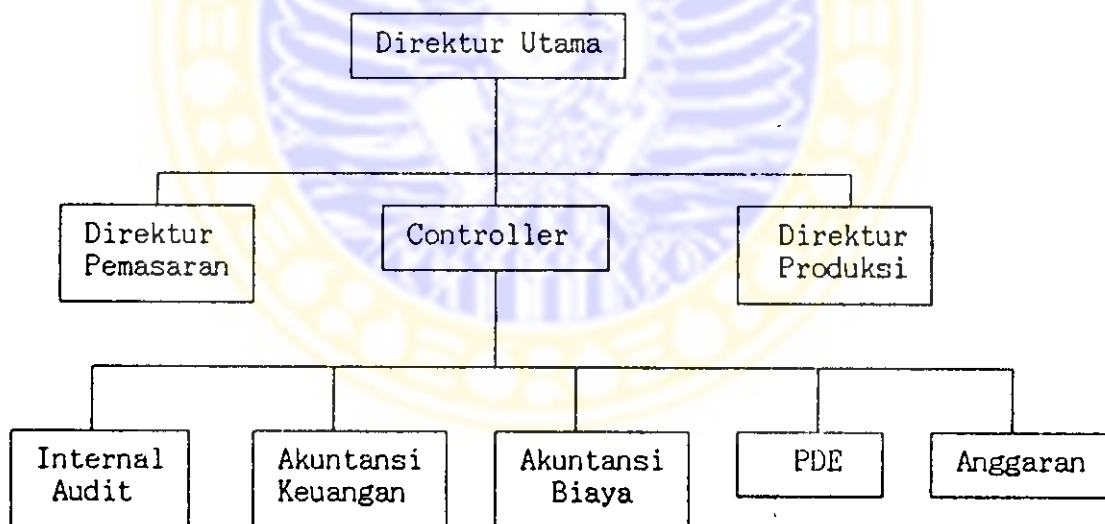 Direktur Utama
Direktur
Pemasaran
Controller
Direktur
Produksi
Internal
Audit
Akuntansi
Keuangan
Akuntansi
Biaya
PDE
Anggaran